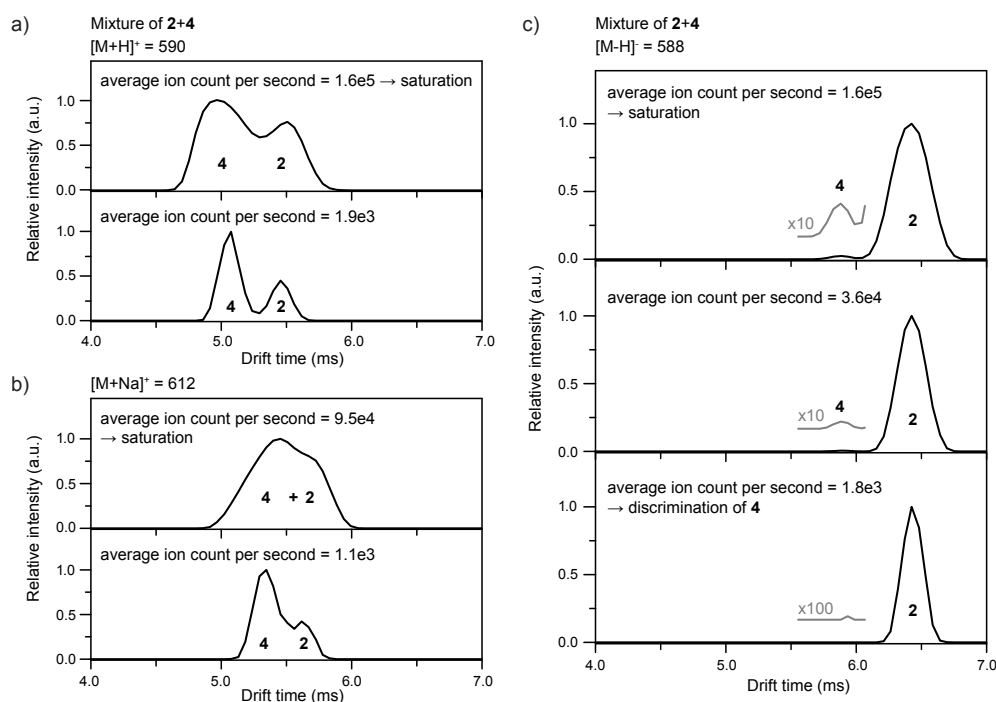 a)
Mixture of 2+4
[M+H]⁺ = 590
average ion count per second = 1.6e5 → saturation
1.0
0.5
0.0
4
2
average ion count per second = 1.9e3
1.0
0.5
0.0
4
2
4.0 5.0 6.0 7.0
Drift time (ms)
Relative intensity (a.u.)
b)
[M+Na]⁺ = 612
average ion count per second = 9.5e4
→ saturation
1.0
0.5
0.0
4 + 2
average ion count per second = 1.1e3
1.0
0.5
0.0
4
2
4.0 5.0 6.0 7.0
Drift time (ms)
Relative intensity (a.u.)
c)
Mixture of 2+4
[M-H]⁻ = 588
average ion count per second = 1.6e5
→ saturation
1.0
0.5
0.0
4
x10
2
average ion count per second = 3.6e4
1.0
0.5
0.0
4
x10
2
average ion count per second = 1.8e3
→ discrimination of 4
1.0
0.5
0.0
x100
2
4.0 5.0 6.0 7.0
Drift time (ms)
Relative intensity (a.u.)